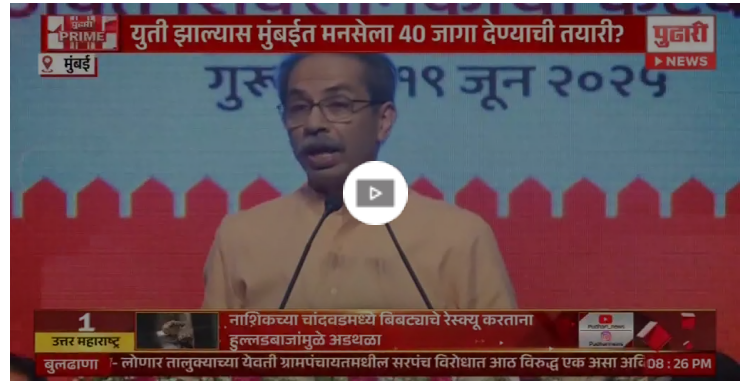 पुढारी
PRIME
युती झाल्यास मुंबईत मनसेला 40 जागा देण्याची तयारी?
पुढारी
NEWS
मुंबई
गुरू
१९ जून २०२५
1
उत्तर महाराष्ट्र
नाशिकच्या चांदवडमध्ये बिबट्याचे रेस्क्यू करताना
हुल्लडबाजांमुळे अडथळा
बुलढाणा
- लोणार तालुक्याच्या येवती ग्रामपंचायतमधील सरपंच विरोधात आठ विरुद्ध एक असा अवि
08 : 26 PM